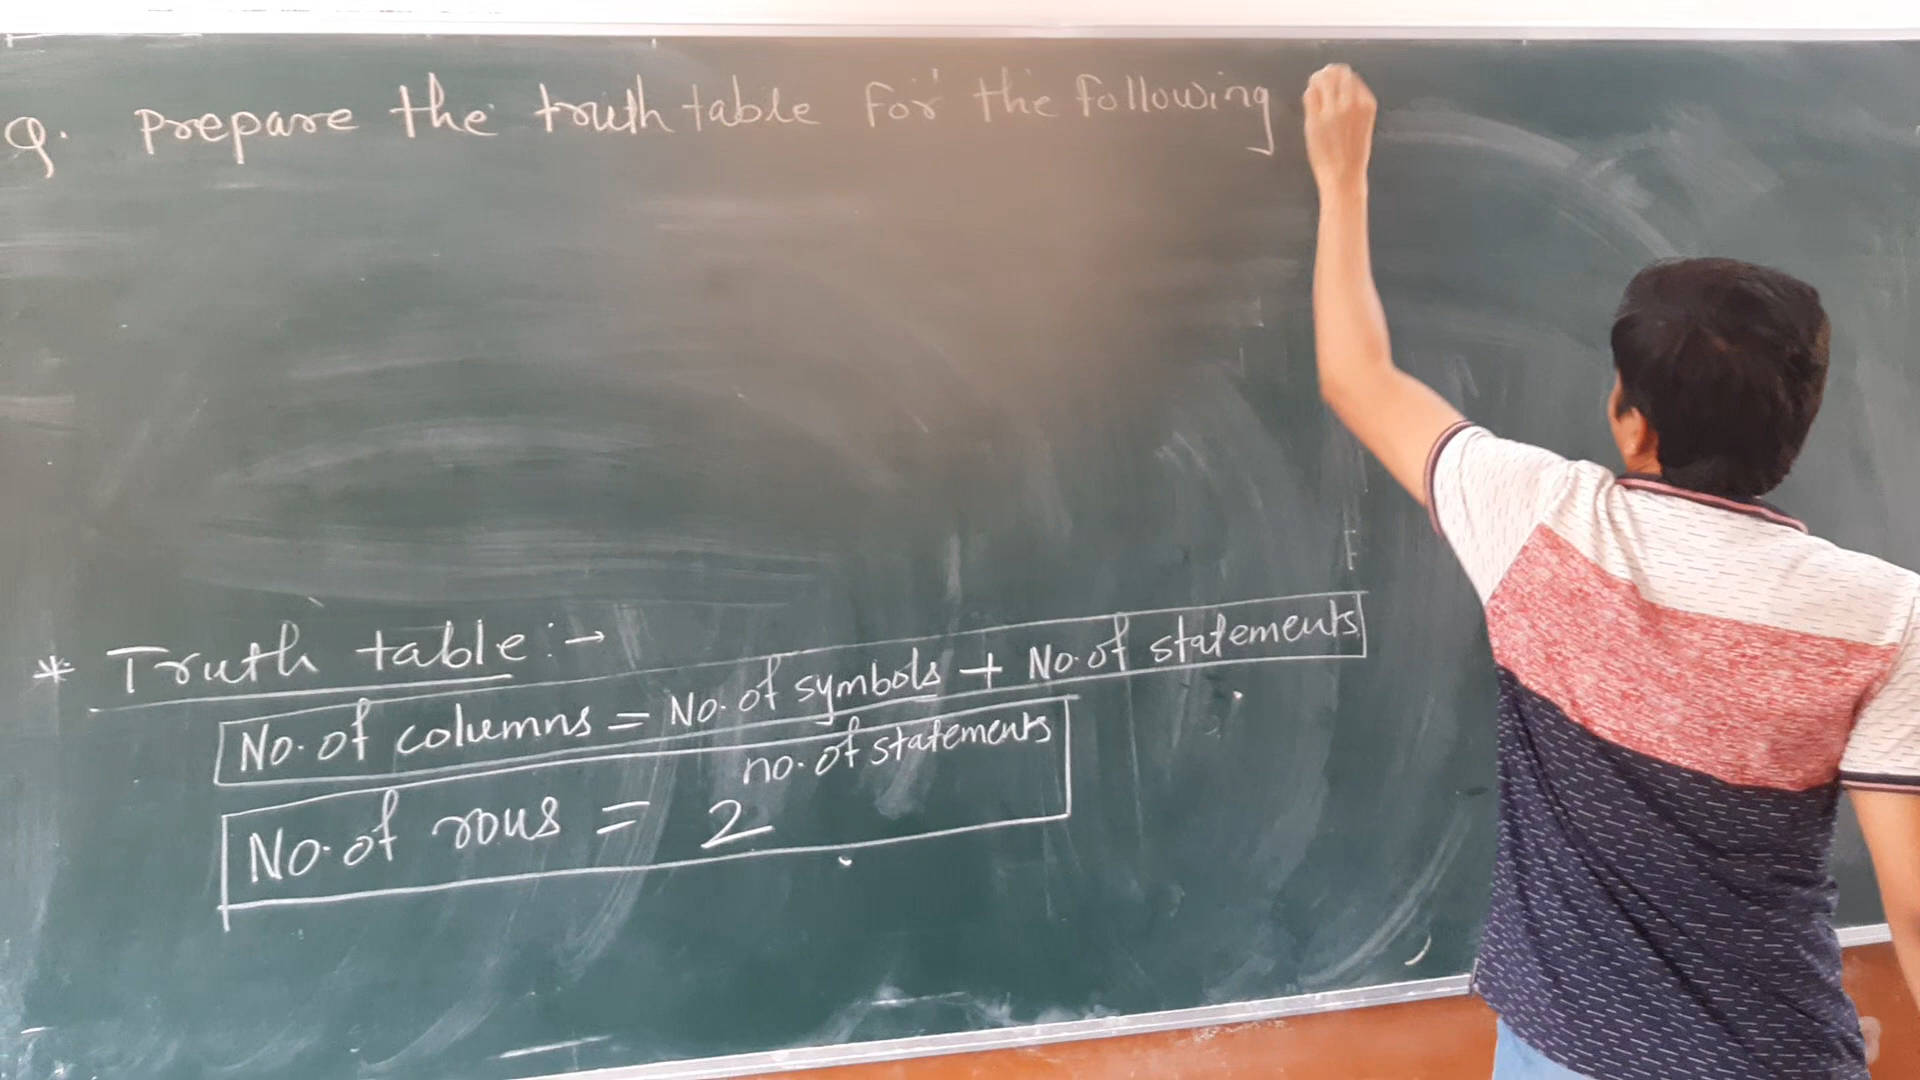 Q. Prepare the truth table for the following
* Truth table :→
No. of columns = No. of symbols + No. of statements
No. of rows = 2 no. of statements